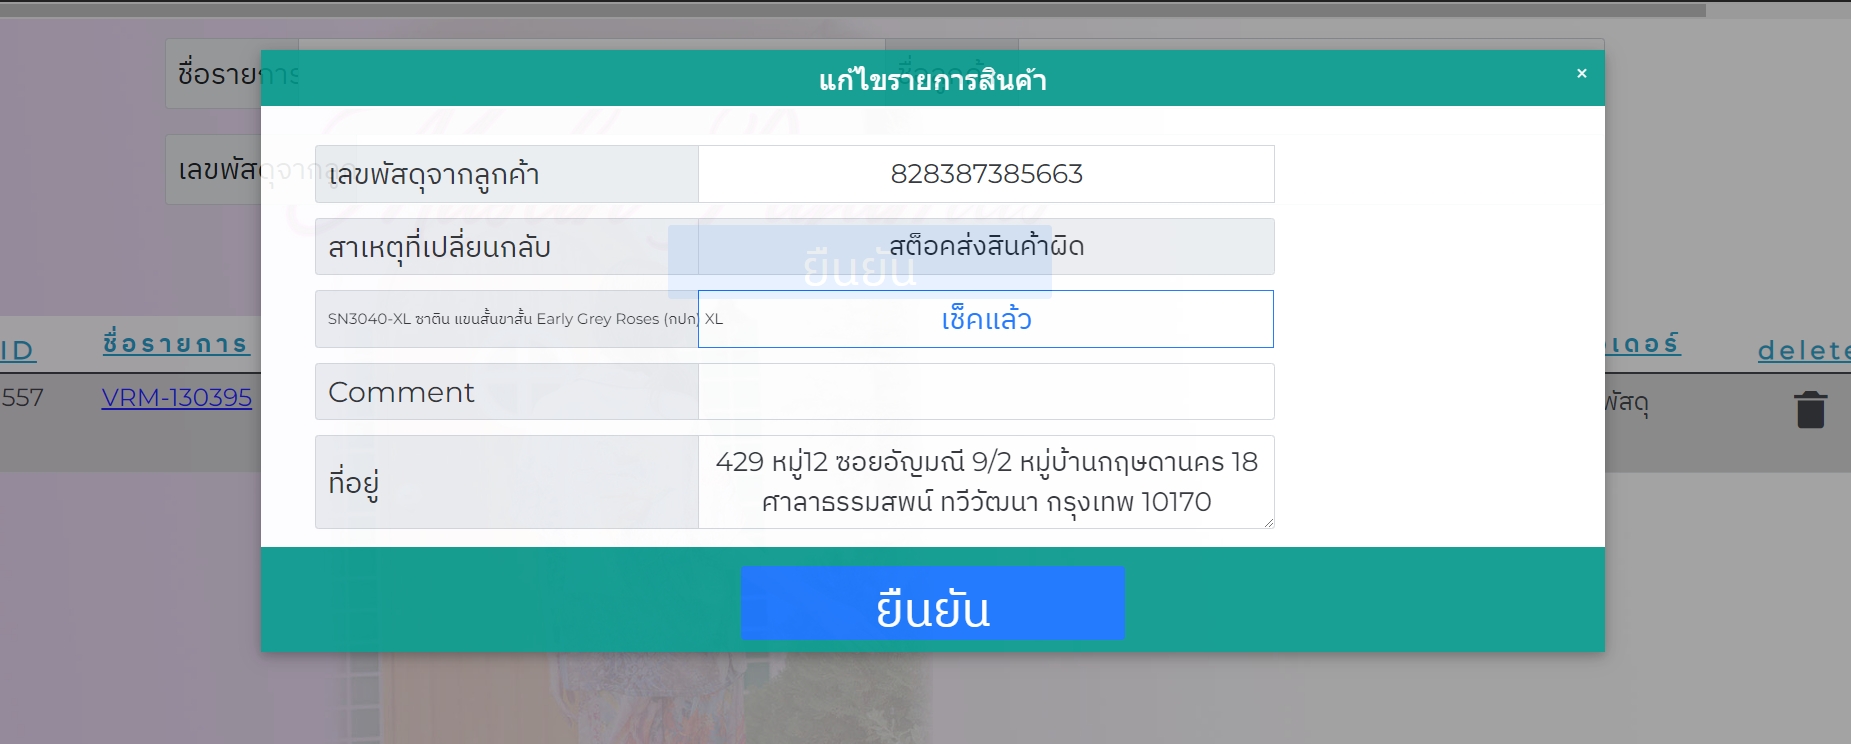 ชื่อรายการ
แก้ไขรายการสินค้า
×
เลขพัสดุจากลูก
เลขพัสดุจากลูกค้า
828387385663
สาเหตุที่เปลี่ยนกลับ
สต็อคส่งสินค้าผิด
ยืนยัน
SN3040-XL ซาติน แขนสั้นขาสั้น Early Grey Roses (กปก) XL
เช็คแล้ว
ID
ชื่อรายการ
delete
557
VRM-130395
พัสดุ
Comment
ที่อยู่
429 หมู่12 ซอยอัญมณี 9/2 หมู่บ้านกฤษดานคร 18
ศาลาธรรมสพน์ ทวีวัฒนา กรุงเทพ 10170
ยืนยัน